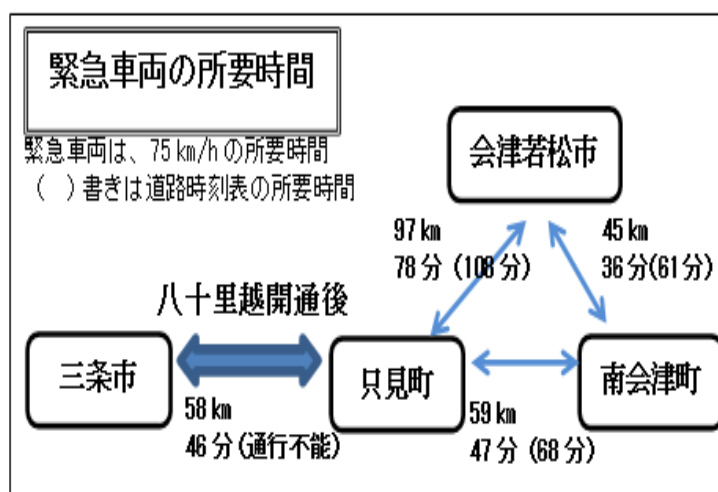 緊急車両の所要時間
緊急車両は、75㎞/hの所要時間
（　）書きは道路時刻表の所要時間
会津若松市
97㎞
78分（108分）
45㎞
36分(61分)
八十里越開通後
三条市
只見町
南会津町
58㎞
46分(通行不能)
59㎞
47分（68分）